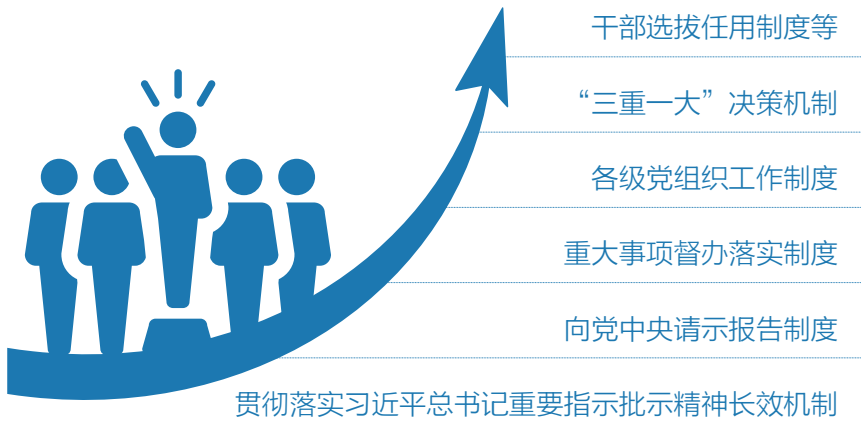 干部选拔任用制度等
“三重一大”决策机制
各级党组织工作制度
重大事项督办落实制度
向党中央请示报告制度
贯彻落实习近平总书记重要指示批示精神长效机制